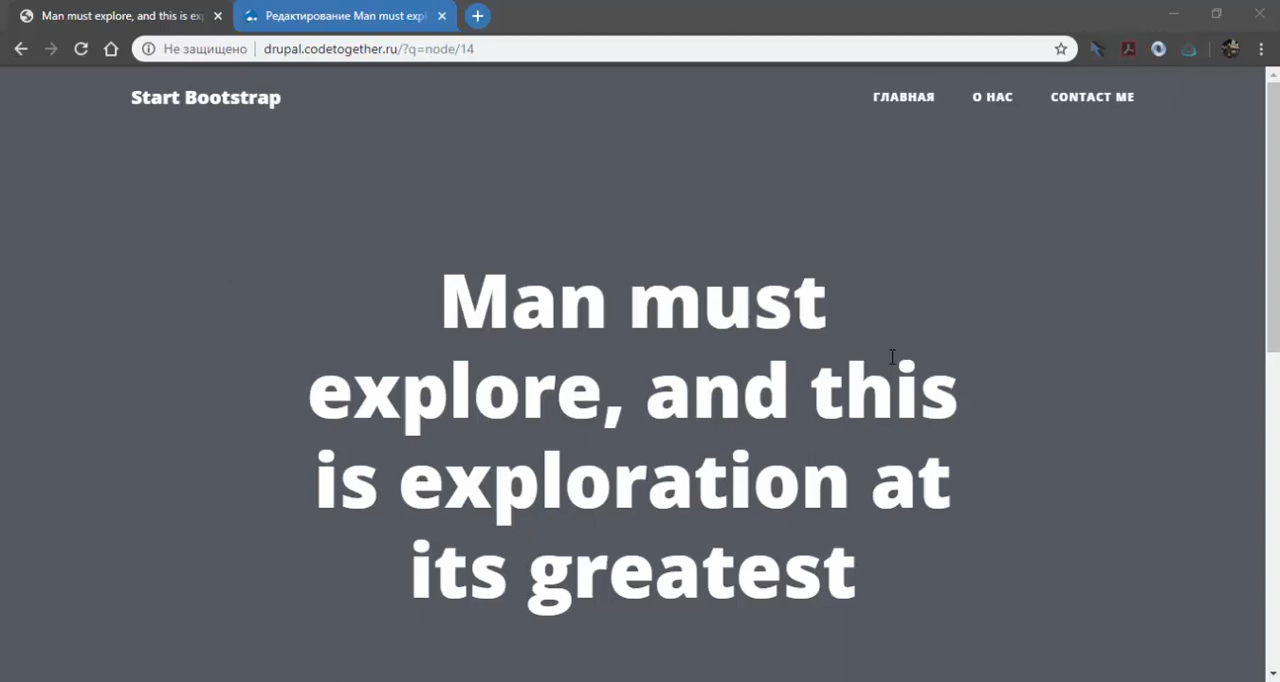 Man must explore, and this is ex
Редактирование Man must expl
Не защищено
drupal.codetogether.ru/?q=node/14
Start Bootstrap
ГЛАВНАЯ
О НАС
CONTACT ME
Man must
explore, and this
is exploration at
its greatest